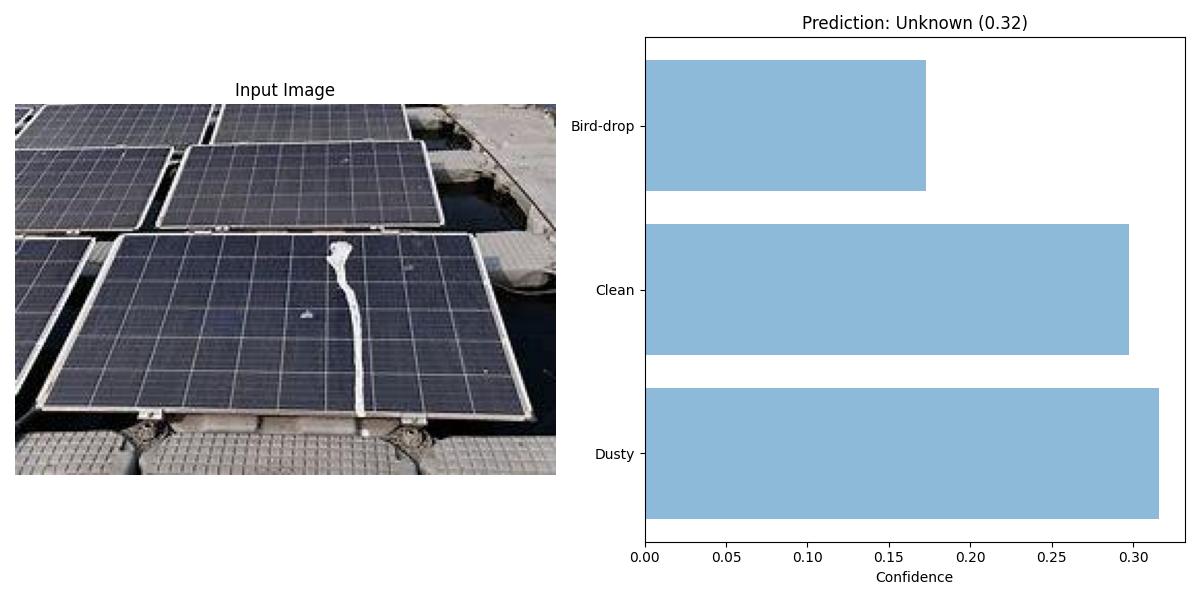 Input Image
Prediction: Unknown (0.32)
Bird-drop
Clean
Dusty
0.00 0.05 0.10 0.15 0.20 0.25 0.30
Confidence